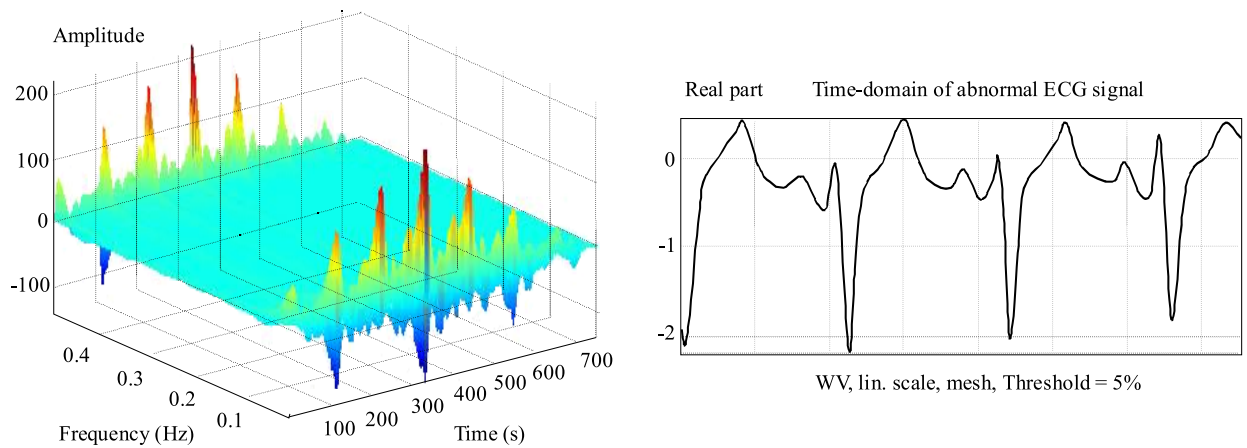 Amplitude
200
100
0
-100
0.4
0.3
0.2
0.1
Frequency (Hz)
100 200 300 400 500 600 700
Time (s)
Real part Time-domain of abnormal ECG signal
0
-1
-2
WV, lin. scale, mesh, Threshold = 5%